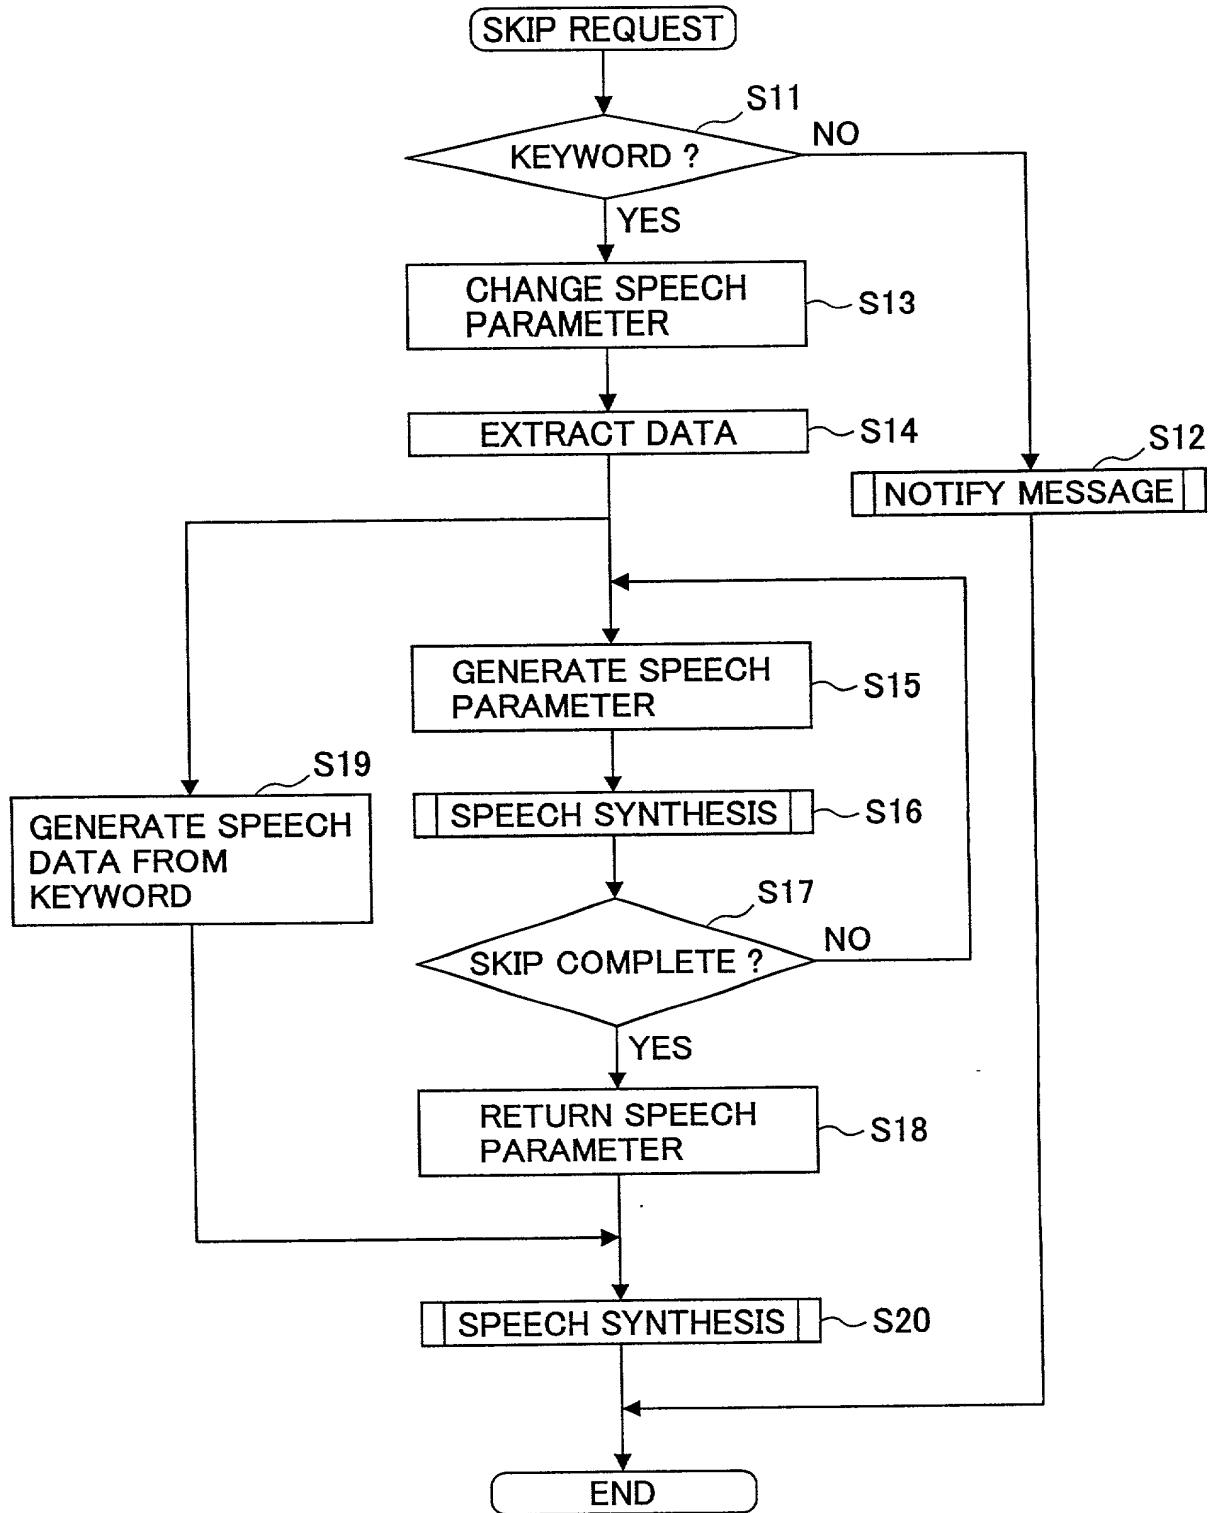 SKIP REQUEST
S11
KEYWORD ?
NO
YES
CHANGE SPEECH
PARAMETER
S13
EXTRACT DATA
S14
S12
NOTIFY MESSAGE
GENERATE SPEECH
PARAMETER
S15
S19
GENERATE SPEECH
DATA FROM
KEYWORD
SPEECH SYNTHESIS
S16
S17
SKIP COMPLETE ?
NO
YES
RETURN SPEECH
PARAMETER
S18
SPEECH SYNTHESIS
S20
END